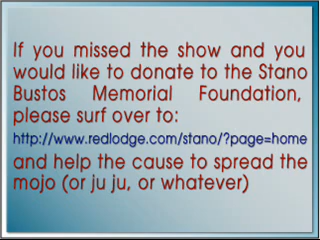 If you missed the show and you
would like to donate to the Stano
Bustos Memorial Foundation,
please surf over to:
http://www.redlodge.com/stano/?page=home
and help the cause to spread the
mojo (or ju ju, or whatever)